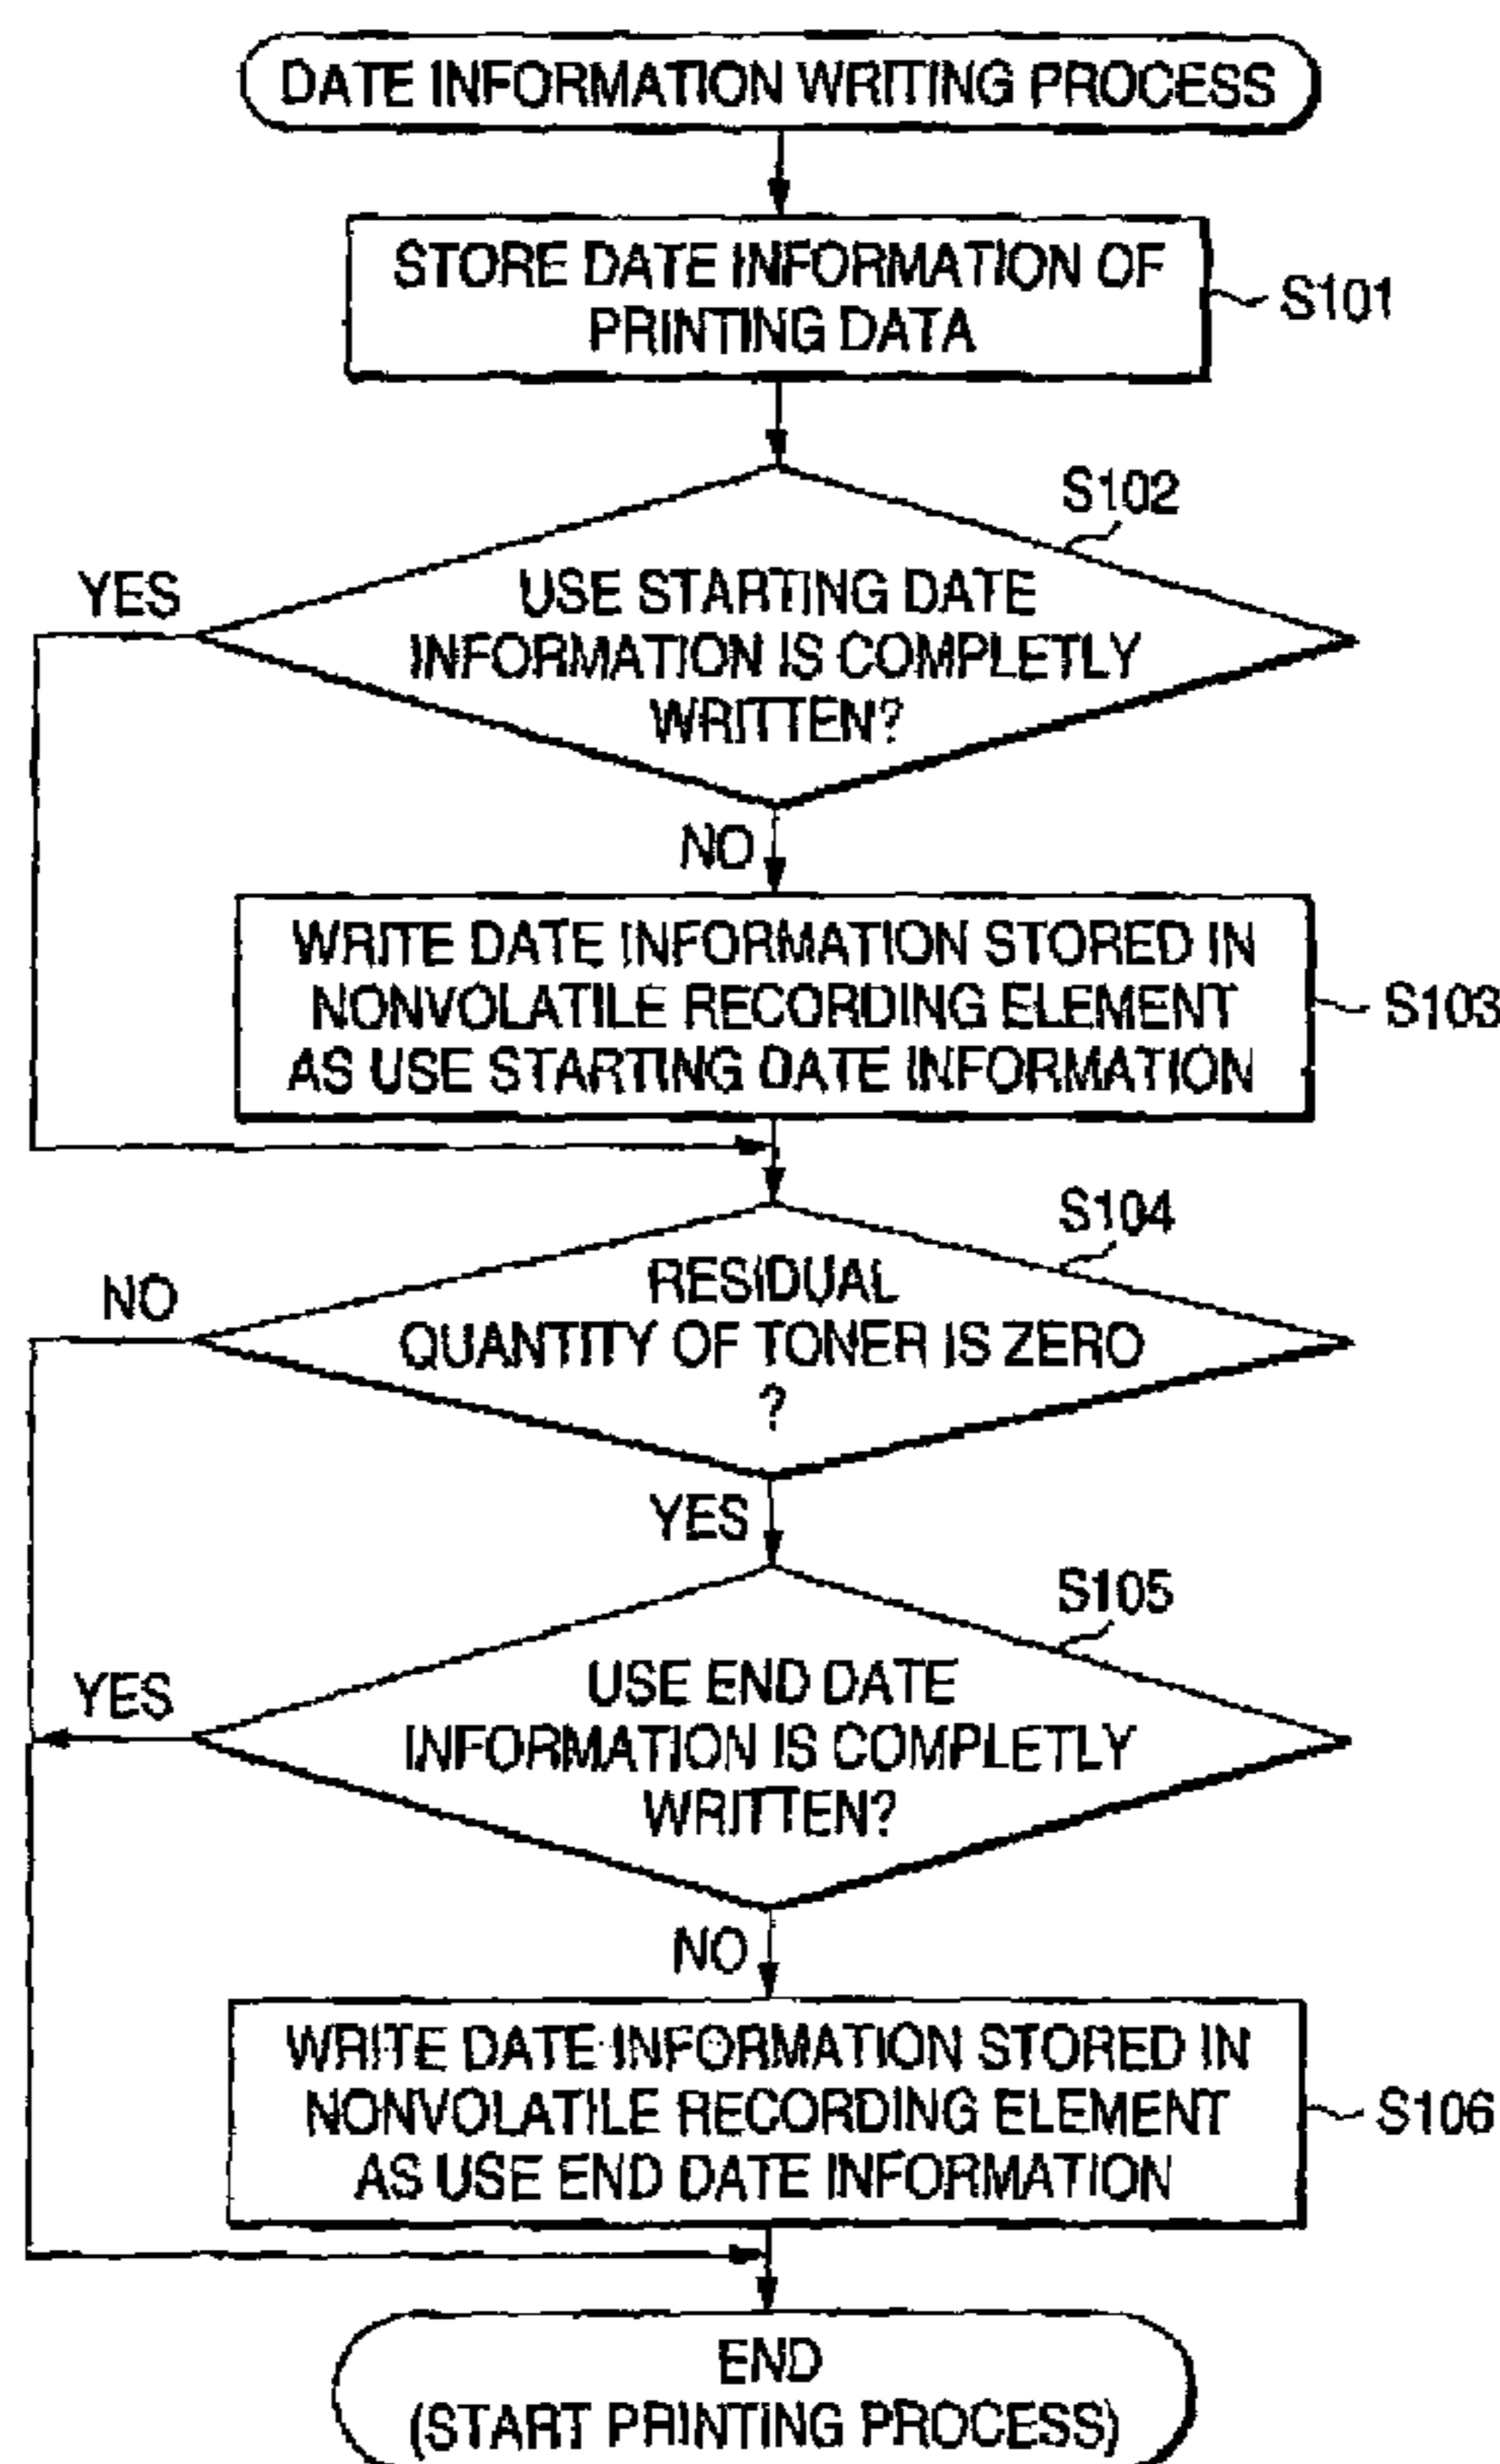 DATE INFORMATION WRITING PROCESS
STORE DATE INFORMATION OF
PRINTING DATA
S101
S102
USE STARTING DATE
INFORMATION IS COMPLETLY
WRITTEN?
YES
NO
WRITE DATE INFORMATION STORED IN
NONVOLATILE RECORDING ELEMENT
AS USE STARTING DATE INFORMATION
S103
S104
RESIDUAL
QUANTITY OF TONER IS ZERO
?
NO
YES
S105
USE END DATE
INFORMATION IS COMPLETLY
WRITTEN?
YES
NO
WRITE DATE INFORMATION STORED IN
NONVOLATILE RECORDING ELEMENT
AS USE END DATE INFORMATION
S106
END
(START PRINTING PROCESS)